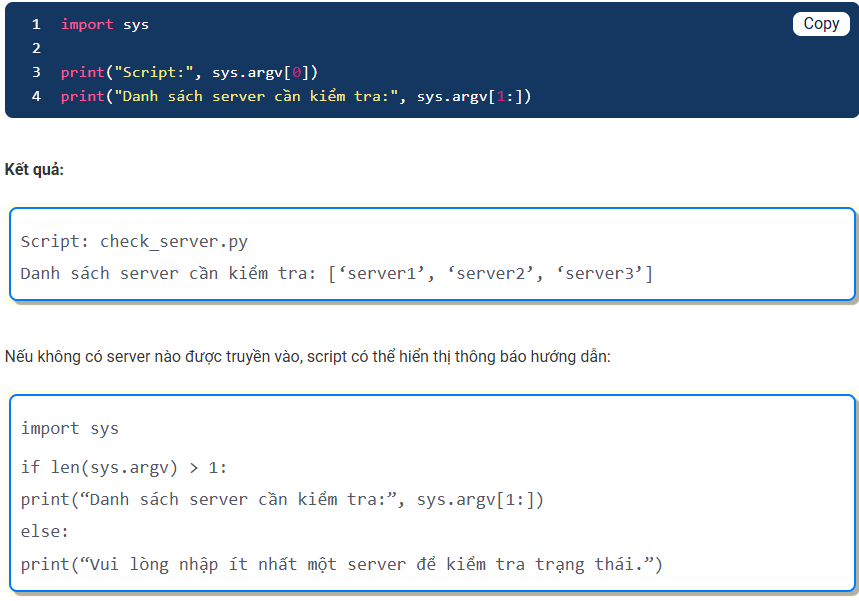 Copy
1 import sys
2
3 print("Script:", sys.argv[0])
4 print("Danh sách server cần kiểm tra:", sys.argv[1:])
Kết quả:
Script: check_server.py
Danh sách server cần kiểm tra: [‘server1’, ‘server2’, ‘server3’]
Nếu không có server nào được truyền vào, script có thể hiển thị thông báo hướng dẫn:
import sys
if len(sys.argv) > 1:
print(“Danh sách server cần kiểm tra:”, sys.argv[1:])
else:
print(“Vui lòng nhập ít nhất một server để kiểm tra trạng thái.”)